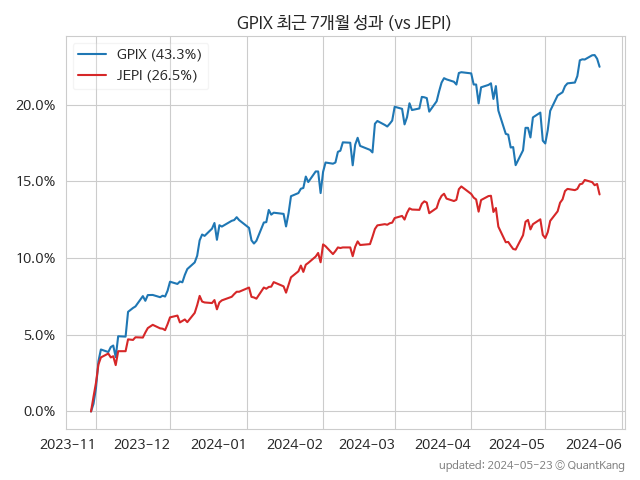 GPIX 최근 7개월 성과 (vs JEPI)
GPIX (43.3%)
JEPI (26.5%)
20.0%
15.0%
10.0%
5.0%
0.0%
2023-11 2023-12 2024-01 2024-02 2024-03 2024-04 2024-05 2024-06
updated: 2024-05-23 © QuantKang